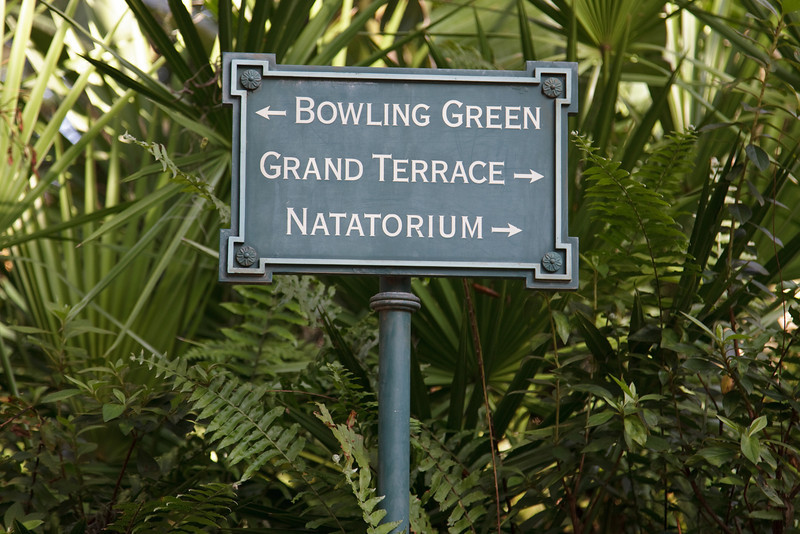 ← Bowling Green
Grand Terrace →
Natatorium →